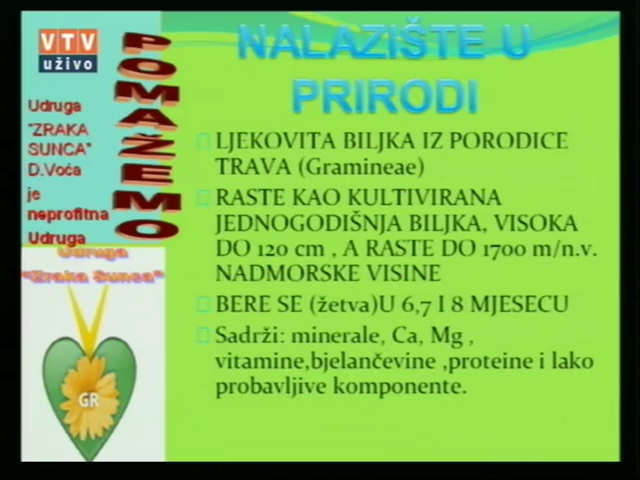 VTV
uživo
POMAŽEMO
Udruga
"ZRAKA
SUNCA"
D.Voća
je
neprofitna
Udruga
Udruga
"Zraka Sunca"
GR
NALAZIŠTE U
PRIRODI
LJEKOVITA BILJKA IZ PORODICE
TRAVA (Gramineae)
RASTE KAO KULTIVIRANA
JEDNOGODIŠNJA BILJKA, VISOKA
DO 120 cm , A RASTE DO 1700 m/n.v.
NADMORSKE VISINE
BERE SE (žetva)U 6,7 I 8 MJESECU
Sadrži: minerale, Ca, Mg ,
vitamine,bjelančevine ,proteine i lako
probavljive komponente.